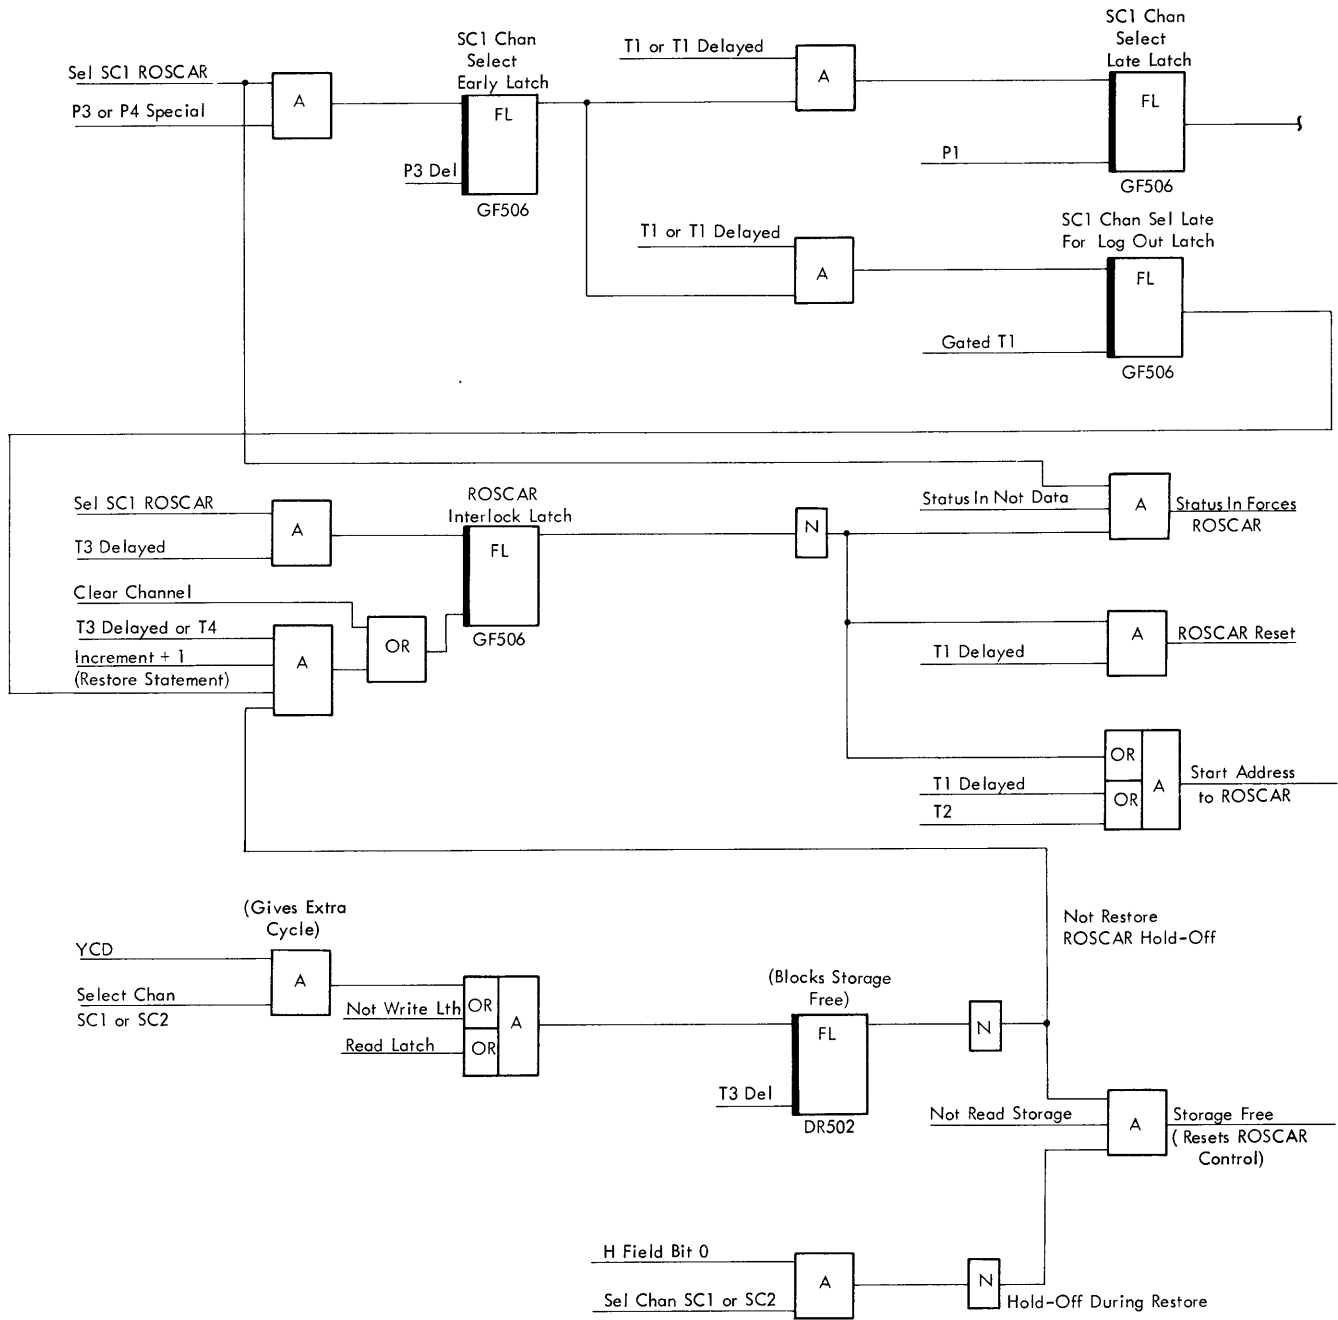 SC1 Chan
Select
Early Latch
SC1 Chan
Select
Late Latch
Sel SC1 ROSCAR
P3 or P4 Special
A
FL
P3 Del
GF506
T1 or T1 Delayed
A
FL
P1
GF506
T1 or T1 Delayed
A
SC1 Chan Sel Late
For Log Out Latch
FL
Gated T1
GF506
Sel SC1 ROSCAR
T3 Delayed
A
ROSCAR
Interlock Latch
FL
GF506
N
Status In Not Data
A
Status In Forces
ROSCAR
Clear Channel
T3 Delayed or T4
Increment + 1
(Restore Statement)
A
OR
T1 Delayed
A
ROSCAR Reset
OR
T1 Delayed
OR
T2
A
Start Address
to ROSCAR
Not Restore
ROSCAR Hold-Off
(Gives Extra
Cycle)
YCD
Select Chan
SC1 or SC2
A
Not Write Lth
OR
Read Latch
OR
A
(Blocks Storage
Free)
FL
T3 Del
DR502
N
Not Read Storage
A
Storage Free
( Resets ROSCAR
Control)
H Field Bit 0
Sel Chan SC1 or SC2
A
N
Hold-Off During Restore